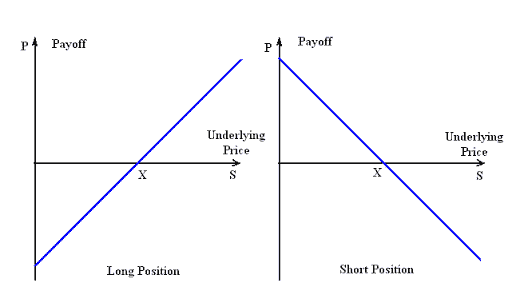 P Payoff
Underlying
Price
X S
Long Position
P Payoff
Underlying
Price
X S
Short Position